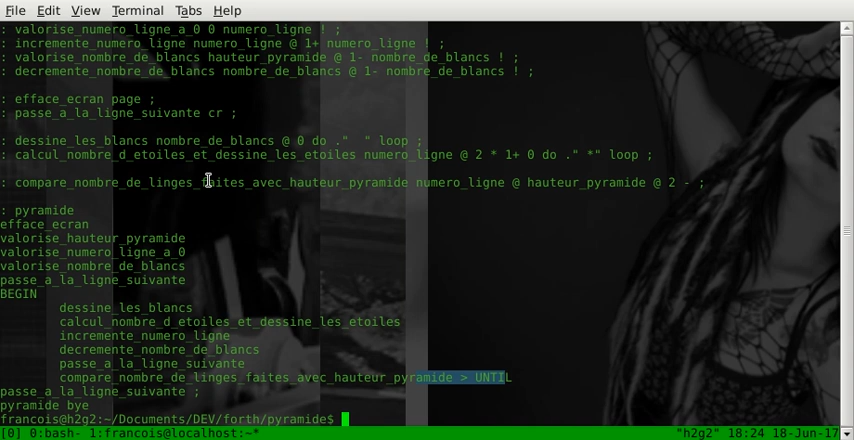 File Edit View Terminal Tabs Help
: valorise_numero_ligne_a_0 0 numero_ligne ! ;
: incremente_numero_ligne numero_ligne @ 1+ numero_ligne ! ;
: valorise_nombre_de_blancs hauteur_pyramide @ 1- nombre_de_blancs ! ;
: decremente_nombre_de_blancs nombre_de_blancs @ 1- nombre_de_blancs ! ;
: efface_ecran page ;
: passe_a_la_ligne_suivante cr ;
: dessine_les_blancs nombre_de_blancs @ 0 do ."  " loop ;
: calcul_nombre_d_etoiles_et_dessine_les_etoiles numero_ligne @ 2 * 1+ 0 do ." *" loop ;
: compare_nombre_de_linges_faites_avec_hauteur_pyramide numero_ligne @ hauteur_pyramide @ 2 - ;
: pyramide
efface_ecran
valorise_hauteur_pyramide
valorise_numero_ligne_a_0
valorise_nombre_de_blancs
passe_a_la_ligne_suivante
BEGIN
dessine_les_blancs
calcul_nombre_d_etoiles_et_dessine_les_etoiles
incremente_numero_ligne
decremente_nombre_de_blancs
passe_a_la_ligne_suivante
compare_nombre_de_linges_faites_avec_hauteur_pyramide > UNTIL
passe_a_la_ligne_suivante ;
pyramide bye
francois@h2g2:~/Documents/DEV/forth/pyramide$
[0] 0:bash- 1:francois@localhost:~* "h2g2" 18:24 18-Jun-17